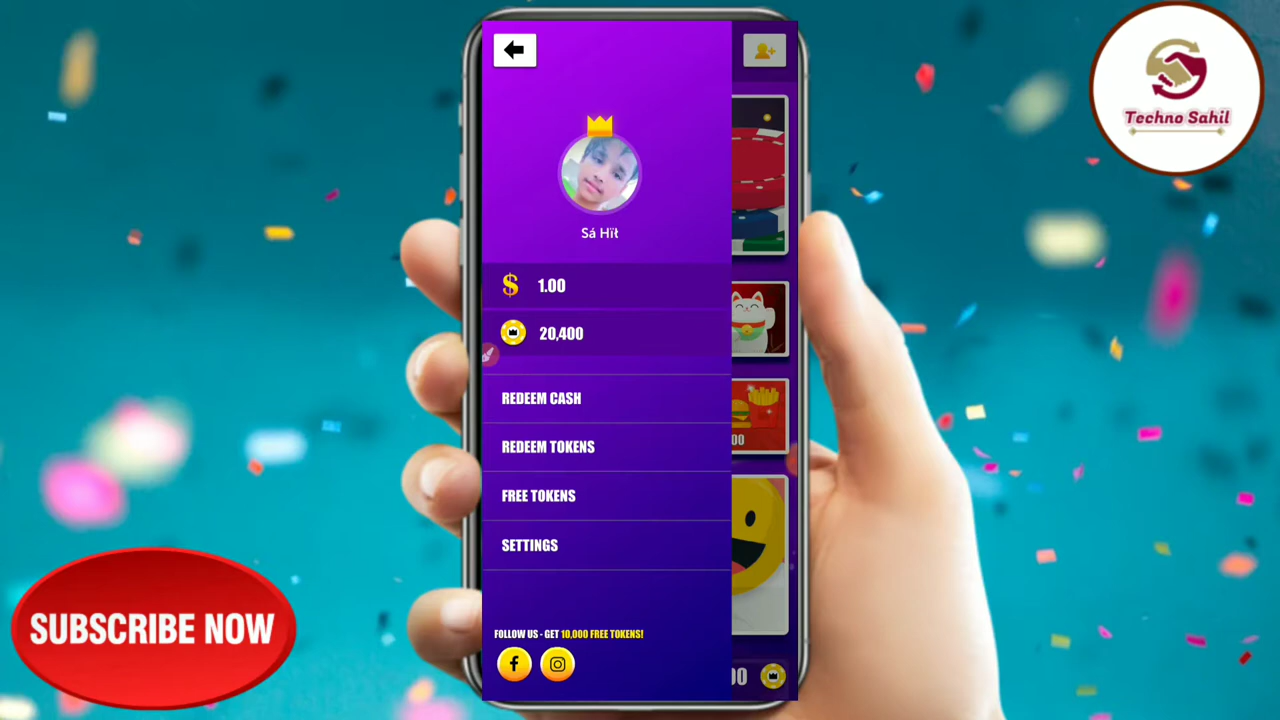 Techno Sahil
Sá Hït
$ 1.00
20,400
REDEEM CASH
REDEEM TOKENS
FREE TOKENS
SETTINGS
FOLLOW US - GET 10,000 FREE TOKENS!
SUBSCRIBE NOW